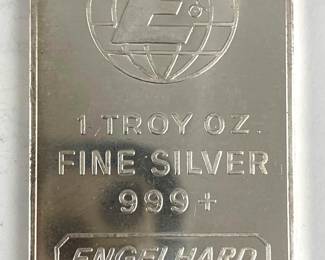 E
1 TROY OZ.
FINE SILVER
999+
ENGELHARD